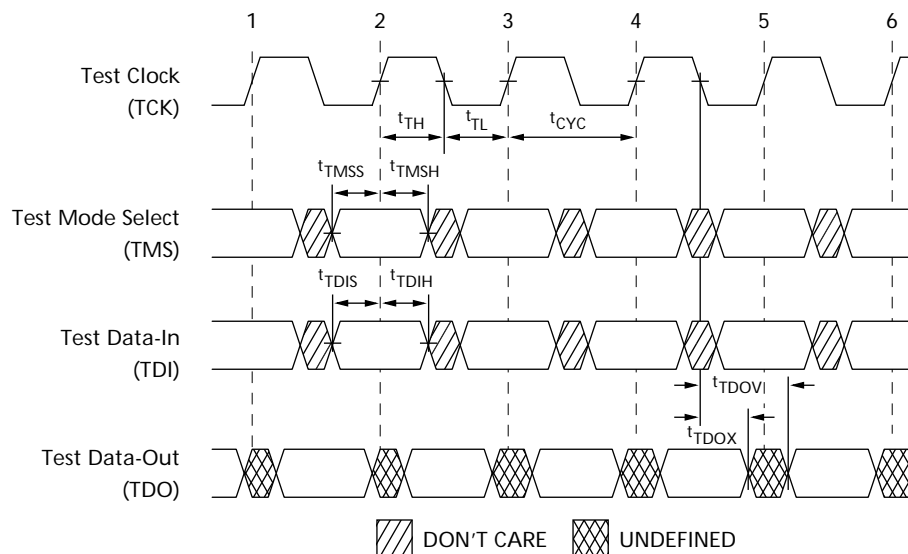 1 2 3 4 5 6
Test Clock
(TCK)
tTH tTL tCYC
tTMSS tTMSH
Test Mode Select
(TMS)
tTDIS tTDIH
Test Data-In
(TDI)
tTDOV
tTDOX
Test Data-Out
(TDO)
DON'T CARE UNDEFINED